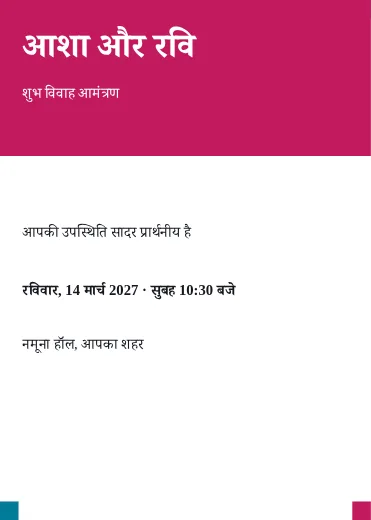 आशा और रवि
शुभ विवाह आमंत्रण
आपकी उपस्थिति सादर प्रार्थनीय है
रविवार, 14 मार्च 2027 · सुबह 10:30 बजे
नमूना हॉल, आपका शहर